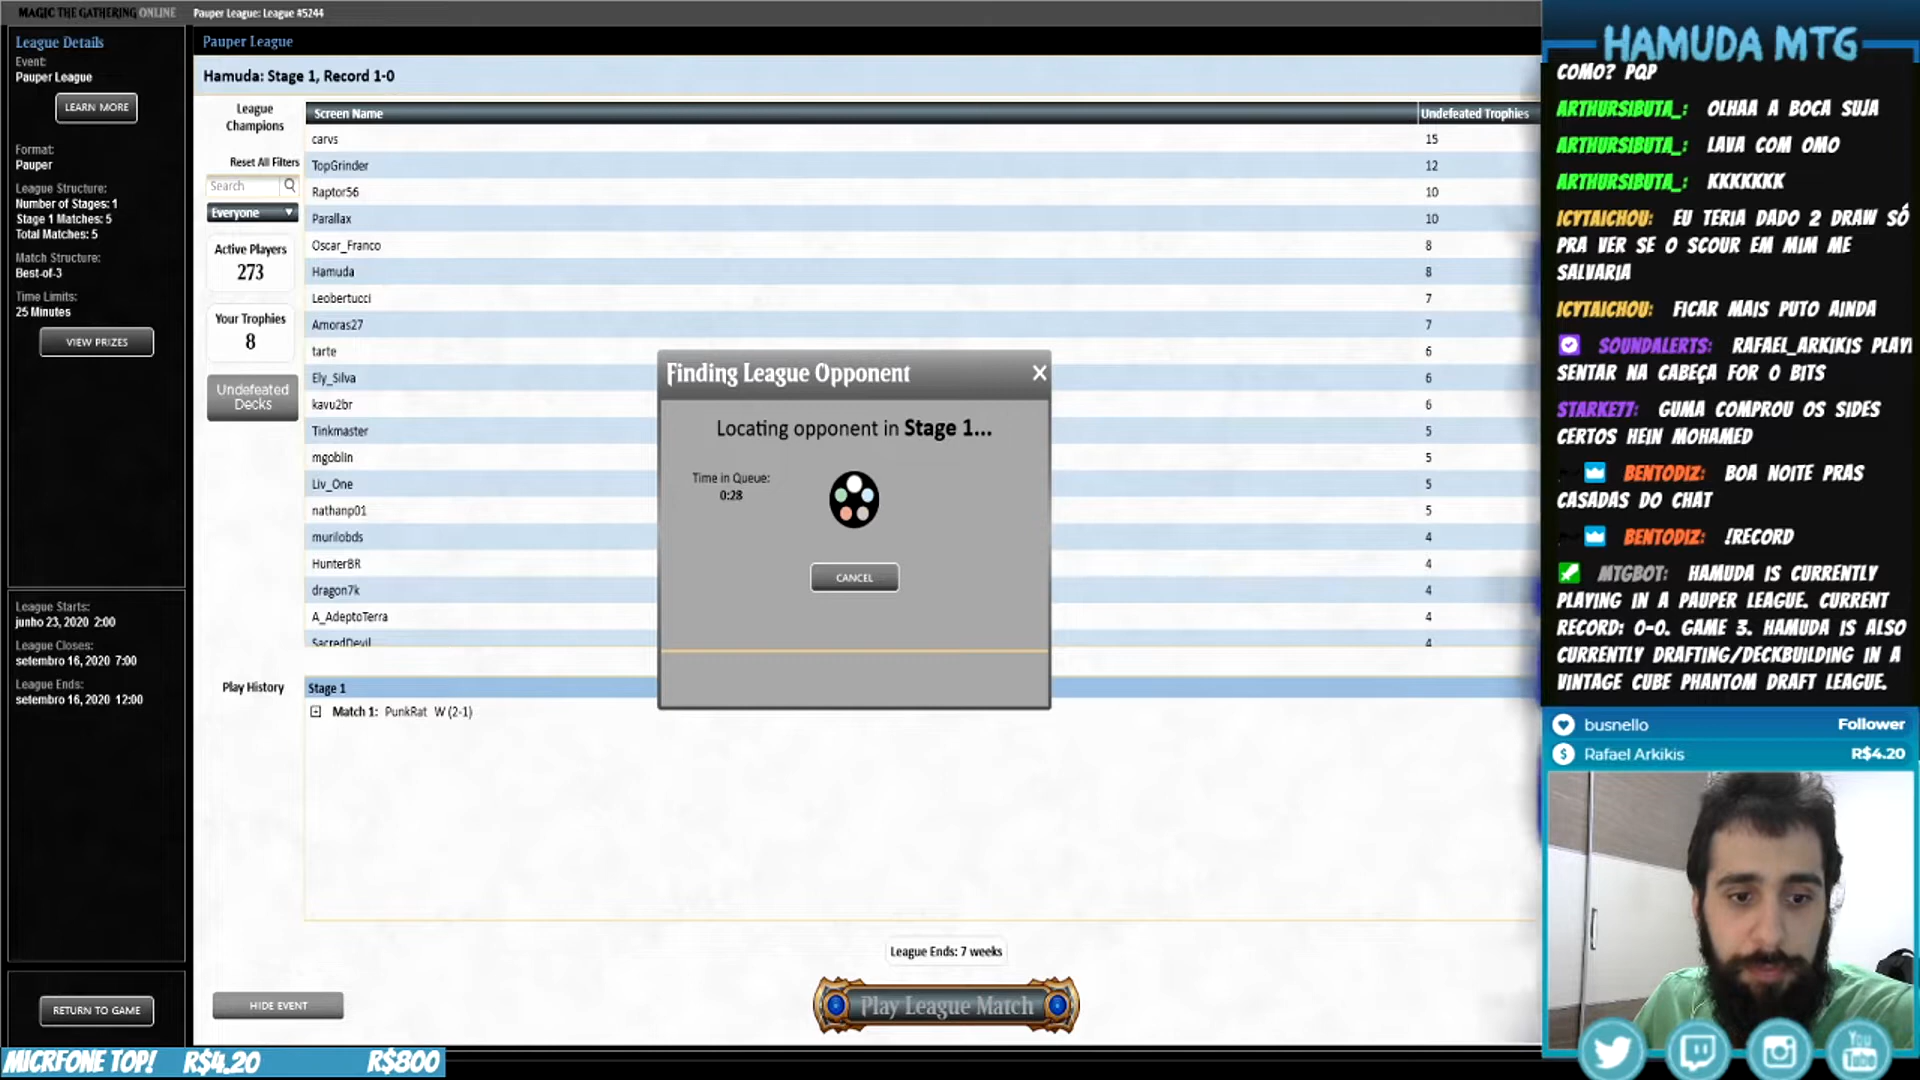 MAGIC THE GATHERING ONLINE
Pauper League: League #5244
League Details
Event:
Pauper League
LEARN MORE
Format:
Pauper
League Structure:
Number of Stages: 1
Stage 1 Matches: 5
Total Matches: 5
Match Structure:
Best-of-3
Time Limits:
25 Minutes
VIEW PRIZES
League Starts:
junho 23, 2020 2:00
League Closes:
setembro 16, 2020 7:00
League Ends:
setembro 16, 2020 12:00
RETURN TO GAME
Pauper League
Hamuda: Stage 1, Record 1-0
League
Champions
Reset All Filters
Search
Everyone
Active Players
273
Your Trophies
8
Undefeated
Decks
Screen Name Undefeated Trophies
carvs 15
TopGrinder 12
Raptor56 10
Parallax 10
Oscar_Franco 8
Hamuda 8
Leobertucci 7
Amoras27 7
tarte 6
Ely_Silva 6
kavu2br 6
Tinkmaster 5
mgoblin 5
Liv_One 5
nathanp01 5
murilobds 4
HunterBR 4
dragon7k 4
A_AdeptoTerra 4
SacredDevil 4
Finding League Opponent
Locating opponent in Stage 1...
Time in Queue:
0:28
CANCEL
Play History
Stage 1
Match 1: PunkRat W (2-1)
League Ends: 7 weeks
HIDE EVENT
Play League Match
HAMUDA MTG
COMO? PQP
ARTHURSIBUTA_: OLHAA A BOCA SUJA
ARTHURSIBUTA_: LAVA COM OMO
ARTHURSIBUTA_: KKKKKKK
ICYTAICHOU: EU TERIA DADO 2 DRAW SÓ
PRA VER SE O SCOUR EM MIM ME
SALVARIA
ICYTAICHOU: FICAR MAIS PUTO AINDA
SOUNDALERTS: RAFAEL_ARKIKIS PLAY
SENTAR NA CABEÇA FOR 0 BITS
STARKE77: GUMA COMPROU OS SIDES
CERTOS HEIN MOHAMED
BENTODIZ: BOA NOITE PRAS
CASADAS DO CHAT
BENTODIZ: !RECORD
MTGBOT: HAMUDA IS CURRENTLY
PLAYING IN A PAUPER LEAGUE. CURRENT
RECORD: 0-0. GAME 3. HAMUDA IS ALSO
CURRENTLY DRAFTING/DECKBUILDING IN A
VINTAGE CUBE PHANTOM DRAFT LEAGUE.
busnello Follower
Rafael Arkikis R$4.20
You
Tube
MICRFONE TOP! R$4.20 R$800